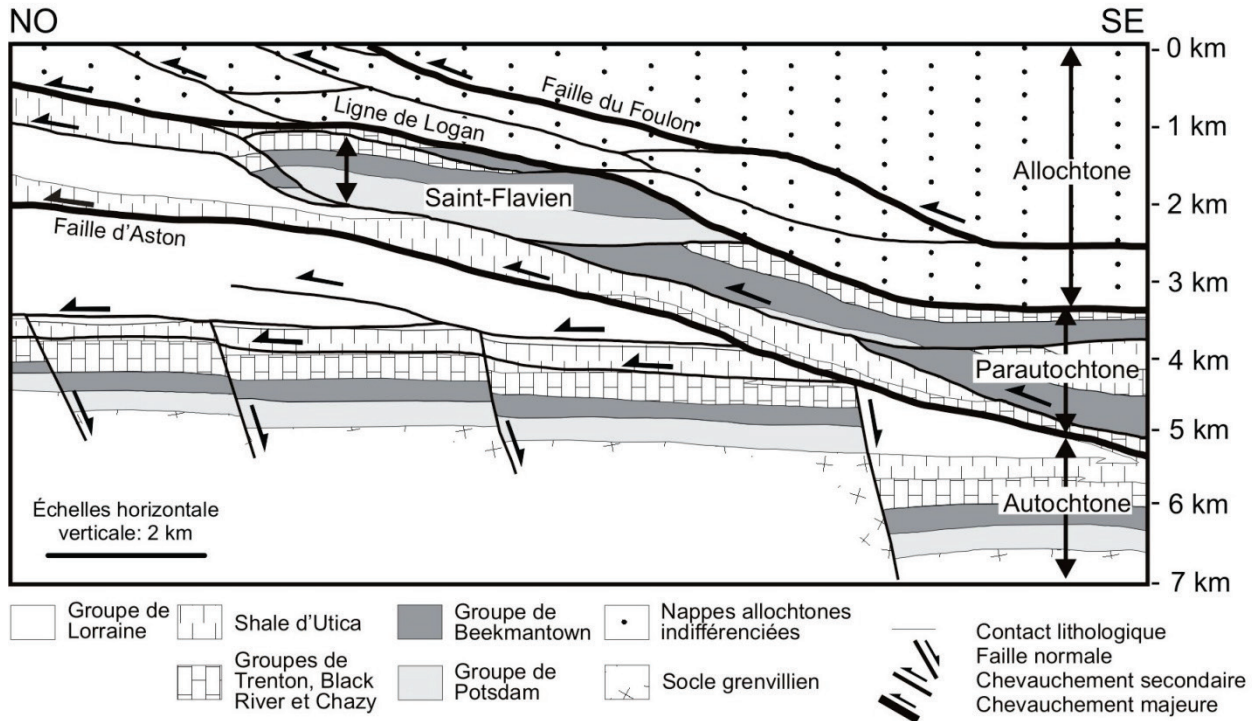 NO
SE
- 0 km
Faille du Foulon
Ligne de Logan
- 1 km
Allochtone
Saint-Flavien
- 2 km
Faille d'Aston
- 3 km
- 4 km
Parautochtone
- 5 km
Échelles horizontale
verticale: 2 km
Autochtone
- 6 km
- 7 km
Groupe de
Lorraine
Shale d'Utica
Groupe de
Beekmantown
Nappes allochtones
indifférenciées
Groupes de
Trenton, Black
River et Chazy
Groupe de
Potsdam
Socle grenvillien
Contact lithologique
Faille normale
Chevauchement secondaire
Chevauchement majeure